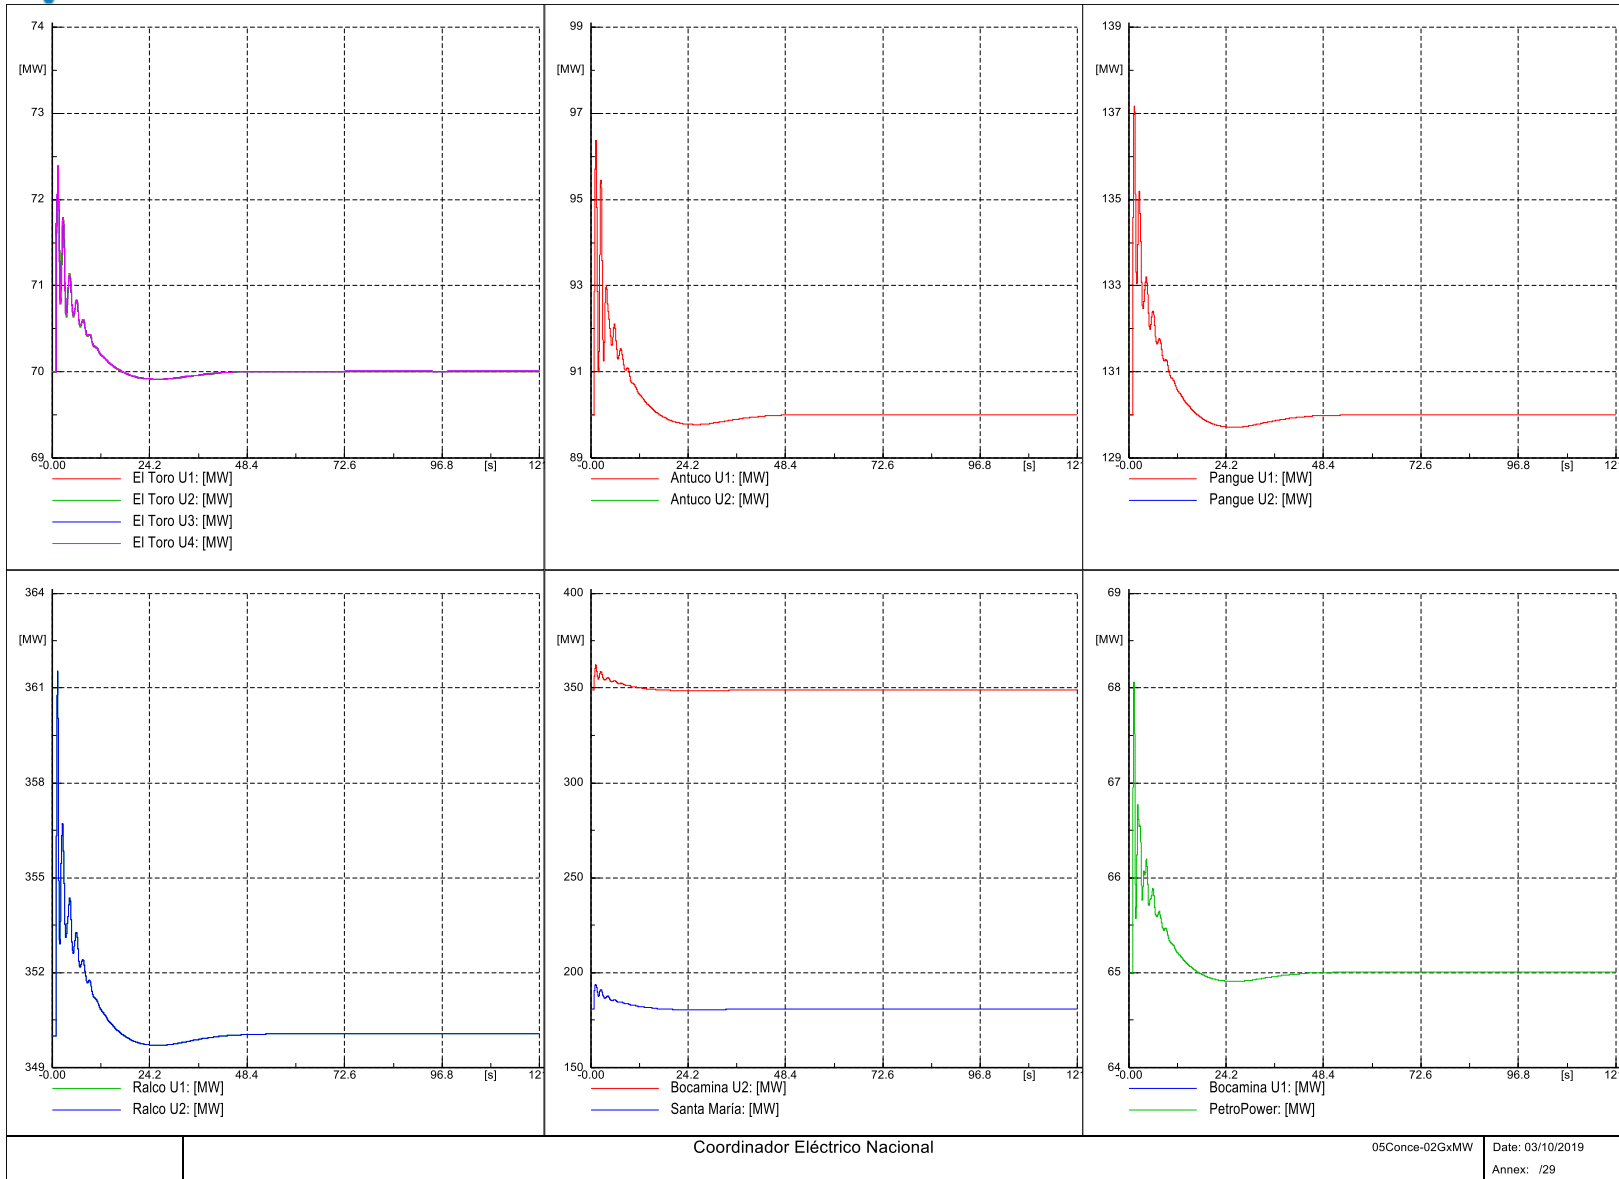 74
[MW]
73
72
71
70
69
-0.00
24.2
48.4
72.6
96.8
[s]
12
El Toro U1: [MW]
El Toro U2: [MW]
El Toro U3: [MW]
El Toro U4: [MW]
99
[MW]
97
95
93
91
89
-0.00
24.2
48.4
72.6
96.8
[s]
12
Antuco U1: [MW]
Antuco U2: [MW]
139
[MW]
137
135
133
131
129
-0.00
24.2
48.4
72.6
96.8
[s]
12
Pangue U1: [MW]
Pangue U2: [MW]
364
[MW]
361
358
355
352
349
-0.00
24.2
48.4
72.6
96.8
[s]
12
Ralco U1: [MW]
Ralco U2: [MW]
400
[MW]
350
300
250
200
150
-0.00
24.2
48.4
72.6
96.8
[s]
12
Bocamina U2: [MW]
Santa María: [MW]
69
[MW]
68
67
66
65
64
-0.00
24.2
48.4
72.6
96.8
[s]
12
Bocamina U1: [MW]
PetroPower: [MW]
Coordinador Eléctrico Nacional
05Conce-02GxMW
Date: 03/10/2019
Annex: /29